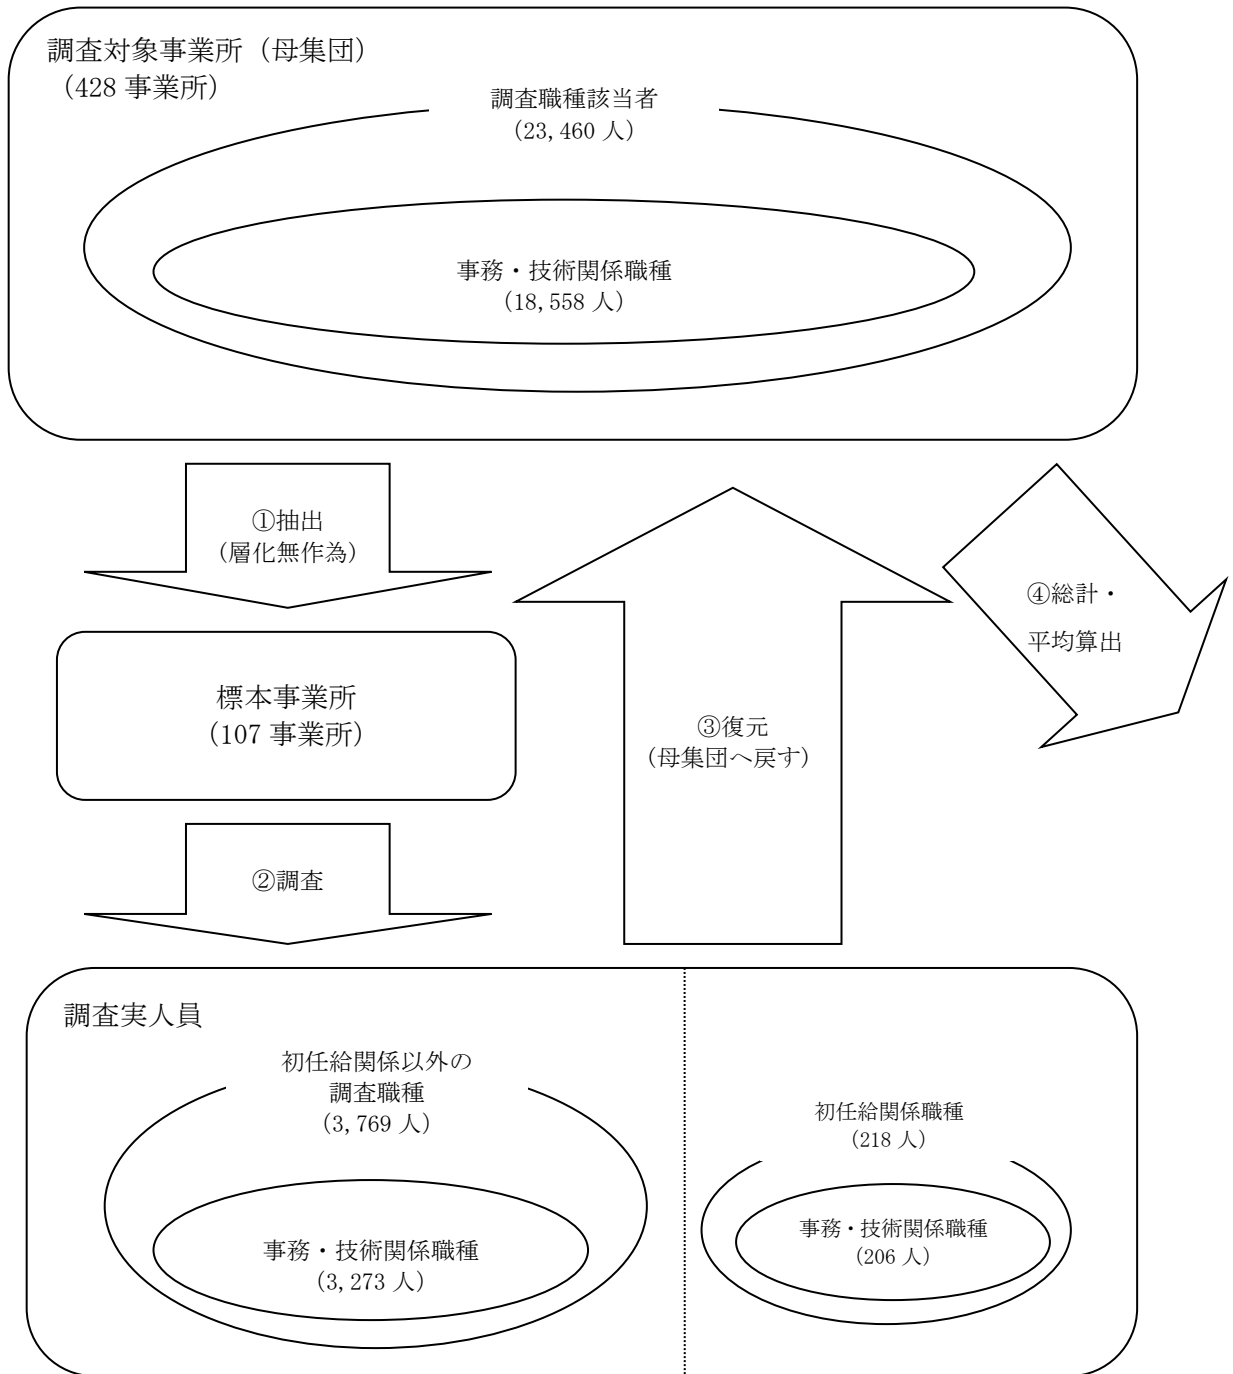 調査対象事業所（母集団）
（428 事業所）
調査職種該当者
（23,460 人）
事務・技術関係職種
（18,558 人）
①抽出
（層化無作為）
④総計・
平均算出
標本事業所
（107 事業所）
③復元
（母集団へ戻す）
②調査
調査実人員
初任給関係以外の
調査職種
（3,769 人）
事務・技術関係職種
（3,273 人）
初任給関係職種
（218 人）
事務・技術関係職種
（206 人）